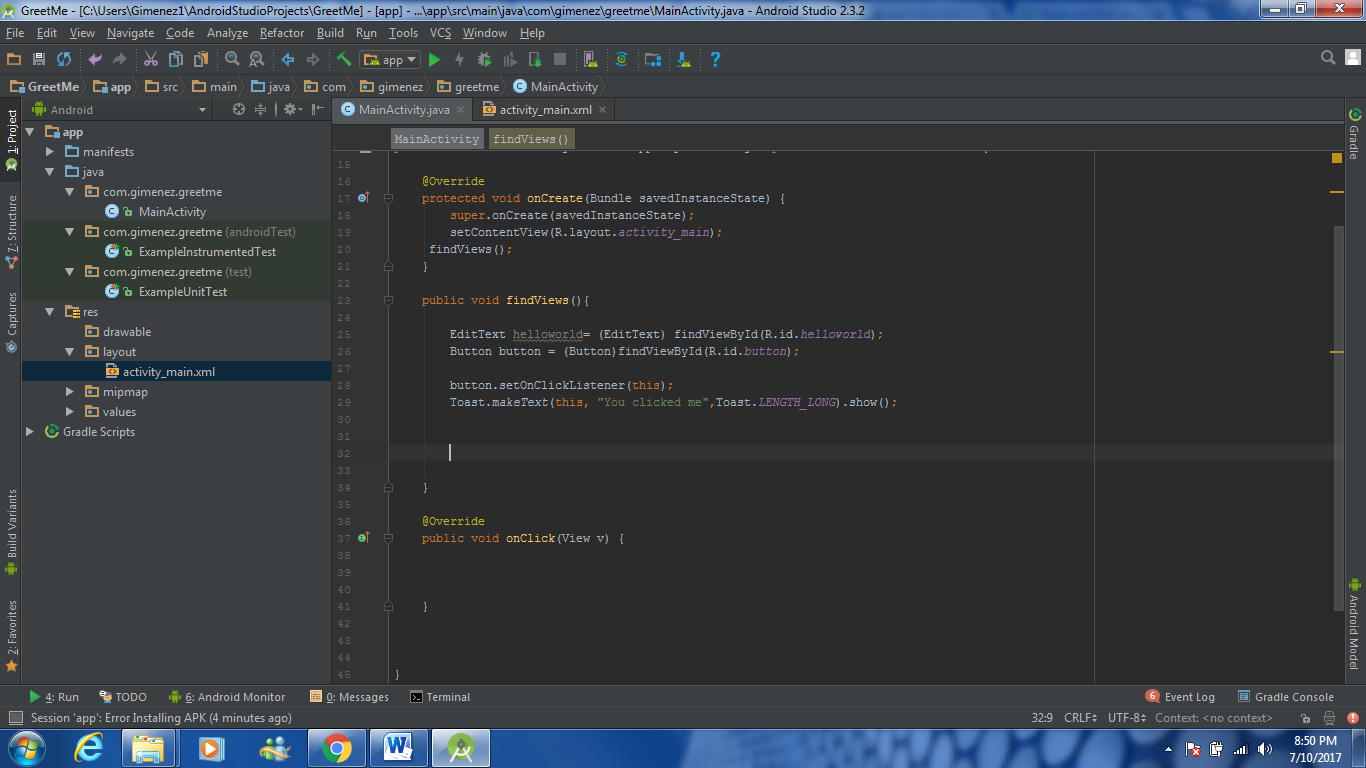 GreetMe - [C:\Users\Gimenez1\AndroidStudioProjects\GreetMe] - [app] - ...\app\src\main\java\com\gimenez\greetme\MainActivity.java - Android Studio 2.3.2
File Edit View Navigate Code Analyze Refactor Build Run Tools VCS Window Help
app
GreetMe app src main java com gimenez greetme MainActivity
Android
MainActivity.java activity_main.xml
MainActivity findViews()
1: Project
7: Structure
Captures
Build Variants
2: Favorites
app
manifests
java
com.gimenez.greetme
MainActivity
com.gimenez.greetme (androidTest)
ExampleInstrumentedTest
com.gimenez.greetme (test)
ExampleUnitTest
res
drawable
layout
activity_main.xml
mipmap
values
Gradle Scripts
15
16 @Override
17 protected void onCreate(Bundle savedInstanceState) {
18 super.onCreate(savedInstanceState);
19 setContentView(R.layout.activity_main);
20 findViews();
21 }
22
23 public void findViews(){
24
25 EditText helloworld= (EditText) findViewById(R.id.helloworld);
26 Button button = (Button)findViewById(R.id.button);
27
28 button.setOnClickListener(this);
29 Toast.makeText(this, "You clicked me",Toast.LENGTH_LONG).show();
30
31
32
33
34 }
35
36 @Override
37 public void onClick(View v) {
38
39
40
41 }
42
43
44
45 }
Gradle
Android Model
4: Run TODO 6: Android Monitor 0: Messages Terminal 6 Event Log Gradle Console
Session 'app': Error Installing APK (4 minutes ago) 32:9 CRLF UTF-8 Context: <no context>
8:50 PM
7/10/2017